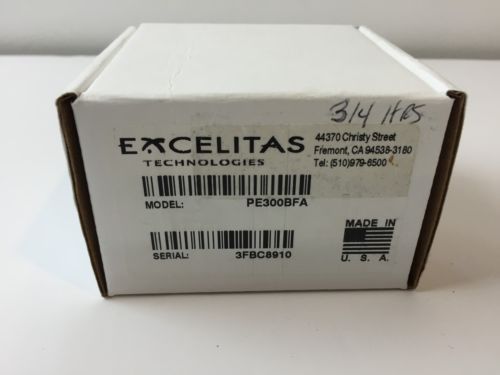 314 HRS
EXCELITAS
TECHNOLOGIES
44370 Christy Street
Fremont, CA 94538-3180
Tel: (510)979-6500
MODEL: PE300BFA
SERIAL: 3FBC8910
MADE IN
U.S.A.